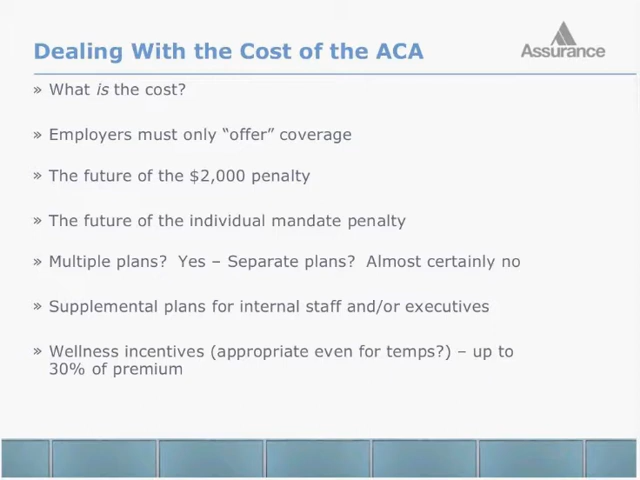 Dealing With the Cost of the ACA
Assurance
» What is the cost?
» Employers must only “offer” coverage
» The future of the $2,000 penalty
» The future of the individual mandate penalty
» Multiple plans?  Yes – Separate plans?  Almost certainly no
» Supplemental plans for internal staff and/or executives
» Wellness incentives (appropriate even for temps?) – up to
30% of premium